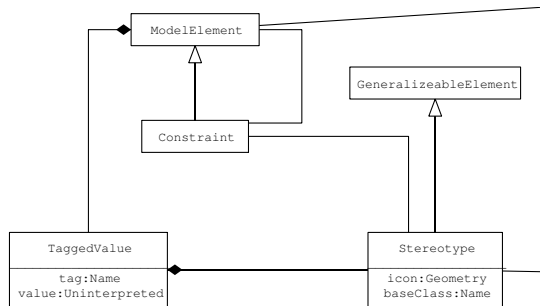 ModelElement
GeneralizeableElement
Constraint
TaggedValue
tag:Name
value:Uninterpreted
Stereotype
icon:Geometry
baseClass:Name